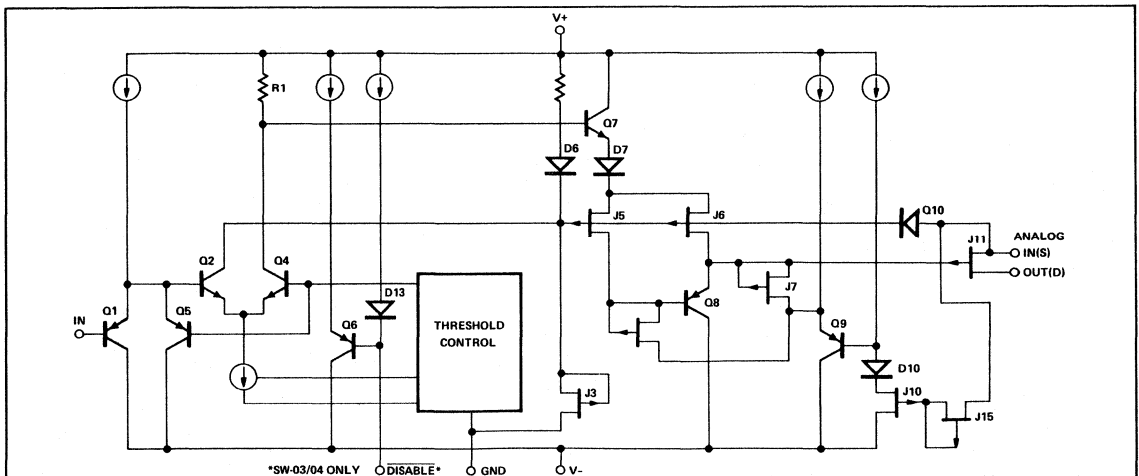 V+
R1
Q7
D6
D7
Q10
J5
J6
J11
ANALOG
IN(S)
OUT(D)
Q2
Q4
D13
J7
Q1
Q5
IN
Q6
THRESHOLD
CONTROL
Q8
Q9
D10
J3
J10
J15
*SW-03/04 ONLY
DISABLE*
GND
V-